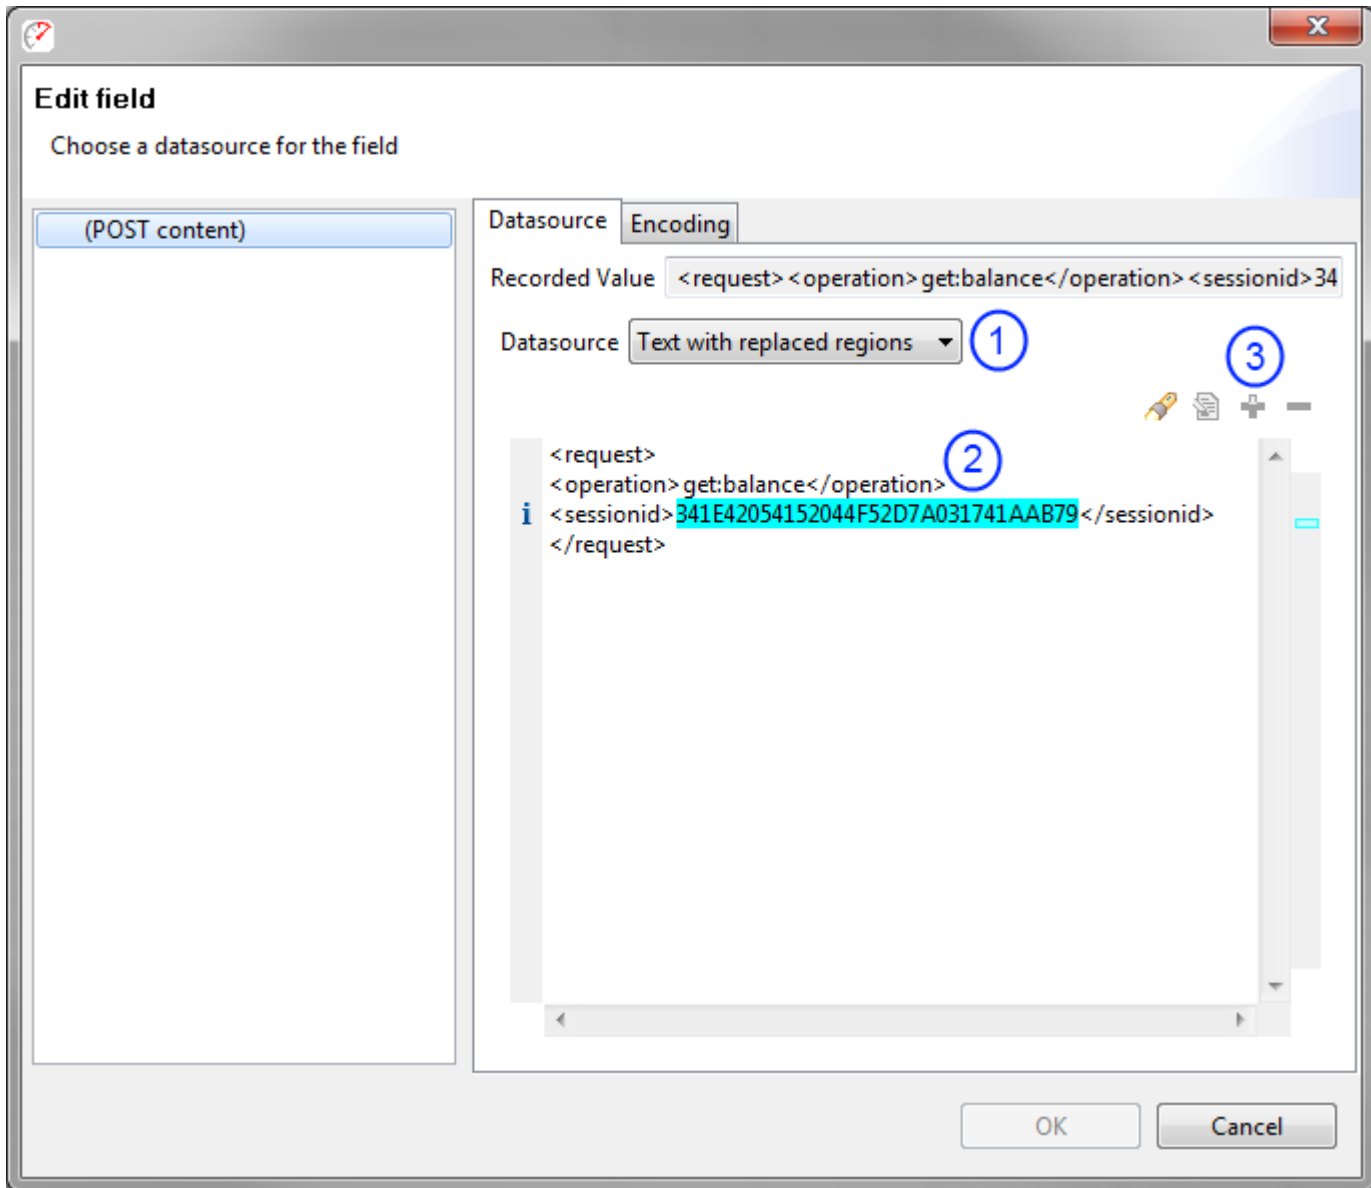 Edit field
Choose a datasource for the field
(POST content)
Datasource
Encoding
Recorded Value <request><operation>get:balance</operation><sessionid>34
Datasource Text with replaced regions 1
3
<request>
2
<operation>get:balance</operation>
i <sessionid>341E42054152044F52D7A031741AAB79</sessionid>
</request>
OK
Cancel